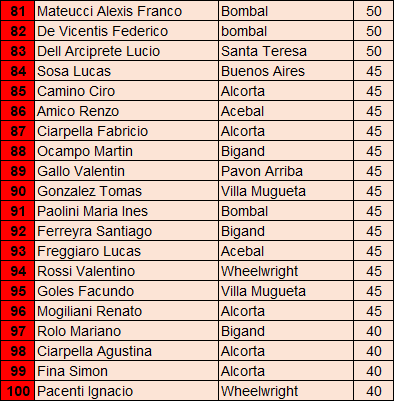 81 Mateucci Alexis Franco Bombal 50
82 De Vicentis Federico bombal 50
83 Dell Arciprete Lucio Santa Teresa 50
84 Sosa Lucas Buenos Aires 45
85 Camino Ciro Alcorta 45
86 Amico Renzo Acebal 45
87 Ciarpella Fabricio Alcorta 45
88 Ocampo Martin Bigand 45
89 Gallo Valentin Pavon Arriba 45
90 Gonzalez Tomas Villa Mugueta 45
91 Paolini Maria Ines Bombal 45
92 Ferreyra Santiago Bigand 45
93 Freggiaro Lucas Acebal 45
94 Rossi Valentino Wheelwright 45
95 Goles Facundo Villa Mugueta 45
96 Mogiliani Renato Alcorta 45
97 Rolo Mariano Bigand 40
98 Ciarpella Agustina Alcorta 40
99 Fina Simon Alcorta 40
100 Pacenti Ignacio Wheelwright 40